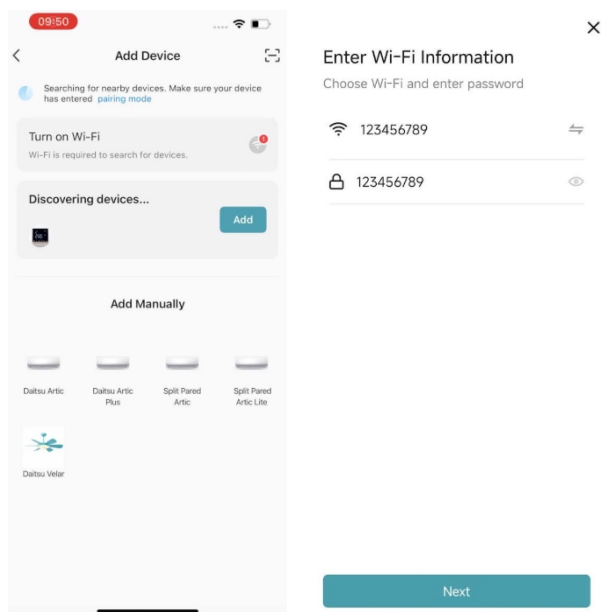 09:50
Add Device
Searching for nearby devices. Make sure your device
has entered pairing mode
Turn on Wi-Fi
Wi-Fi is required to search for devices.
Discovering devices...
Add
Add Manually
Daitsu Artic
Daitsu Artic
Plus
Split Pared
Artic
Split Pared
Artic Lite
Daitsu Velar
Enter Wi-Fi Information
Choose Wi-Fi and enter password
123456789
123456789
Next